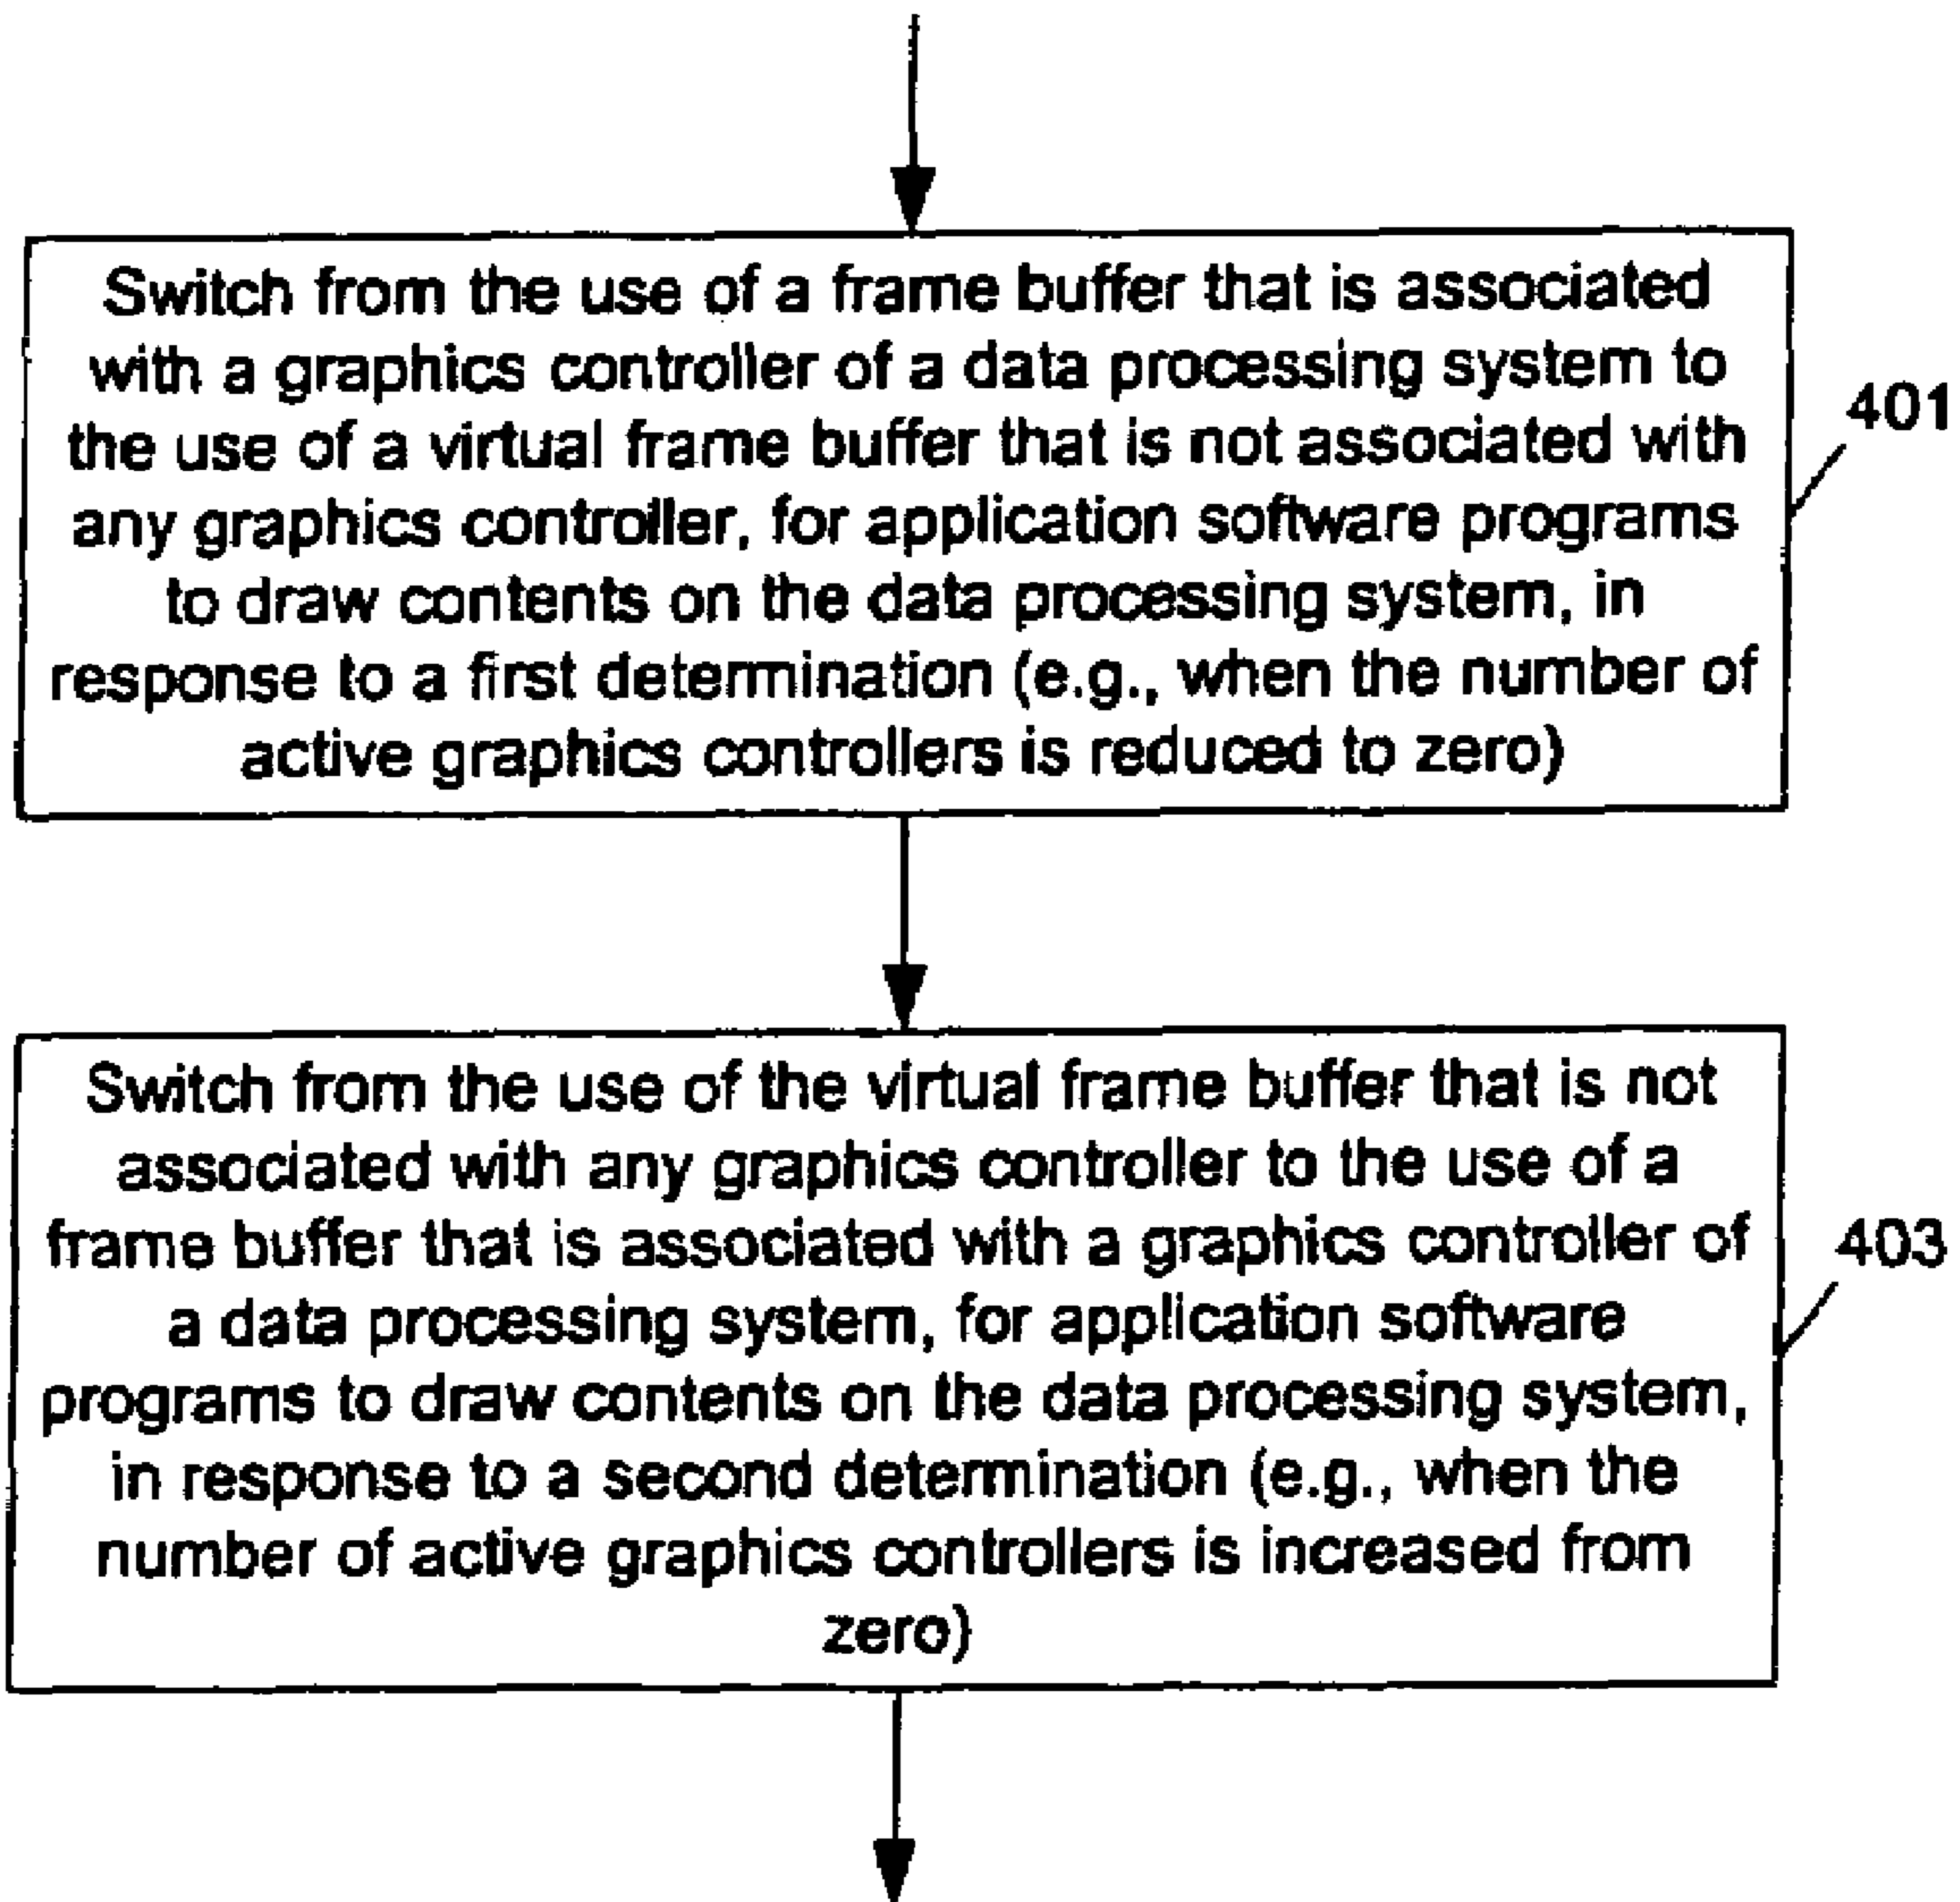 Switch from the use of a frame buffer that is associated
with a graphics controller of a data processing system to
the use of a virtual frame buffer that is not associated with
any graphics controller, for application software programs
to draw contents on the data processing system, in
response to a first determination (e.g., when the number of
active graphics controllers is reduced to zero)
401
Switch from the use of the virtual frame buffer that is not
associated with any graphics controller to the use of a
frame buffer that is associated with a graphics controller of
a data processing system, for application software
programs to draw contents on the data processing system,
in response to a second determination (e.g., when the
number of active graphics controllers is increased from
zero)
403